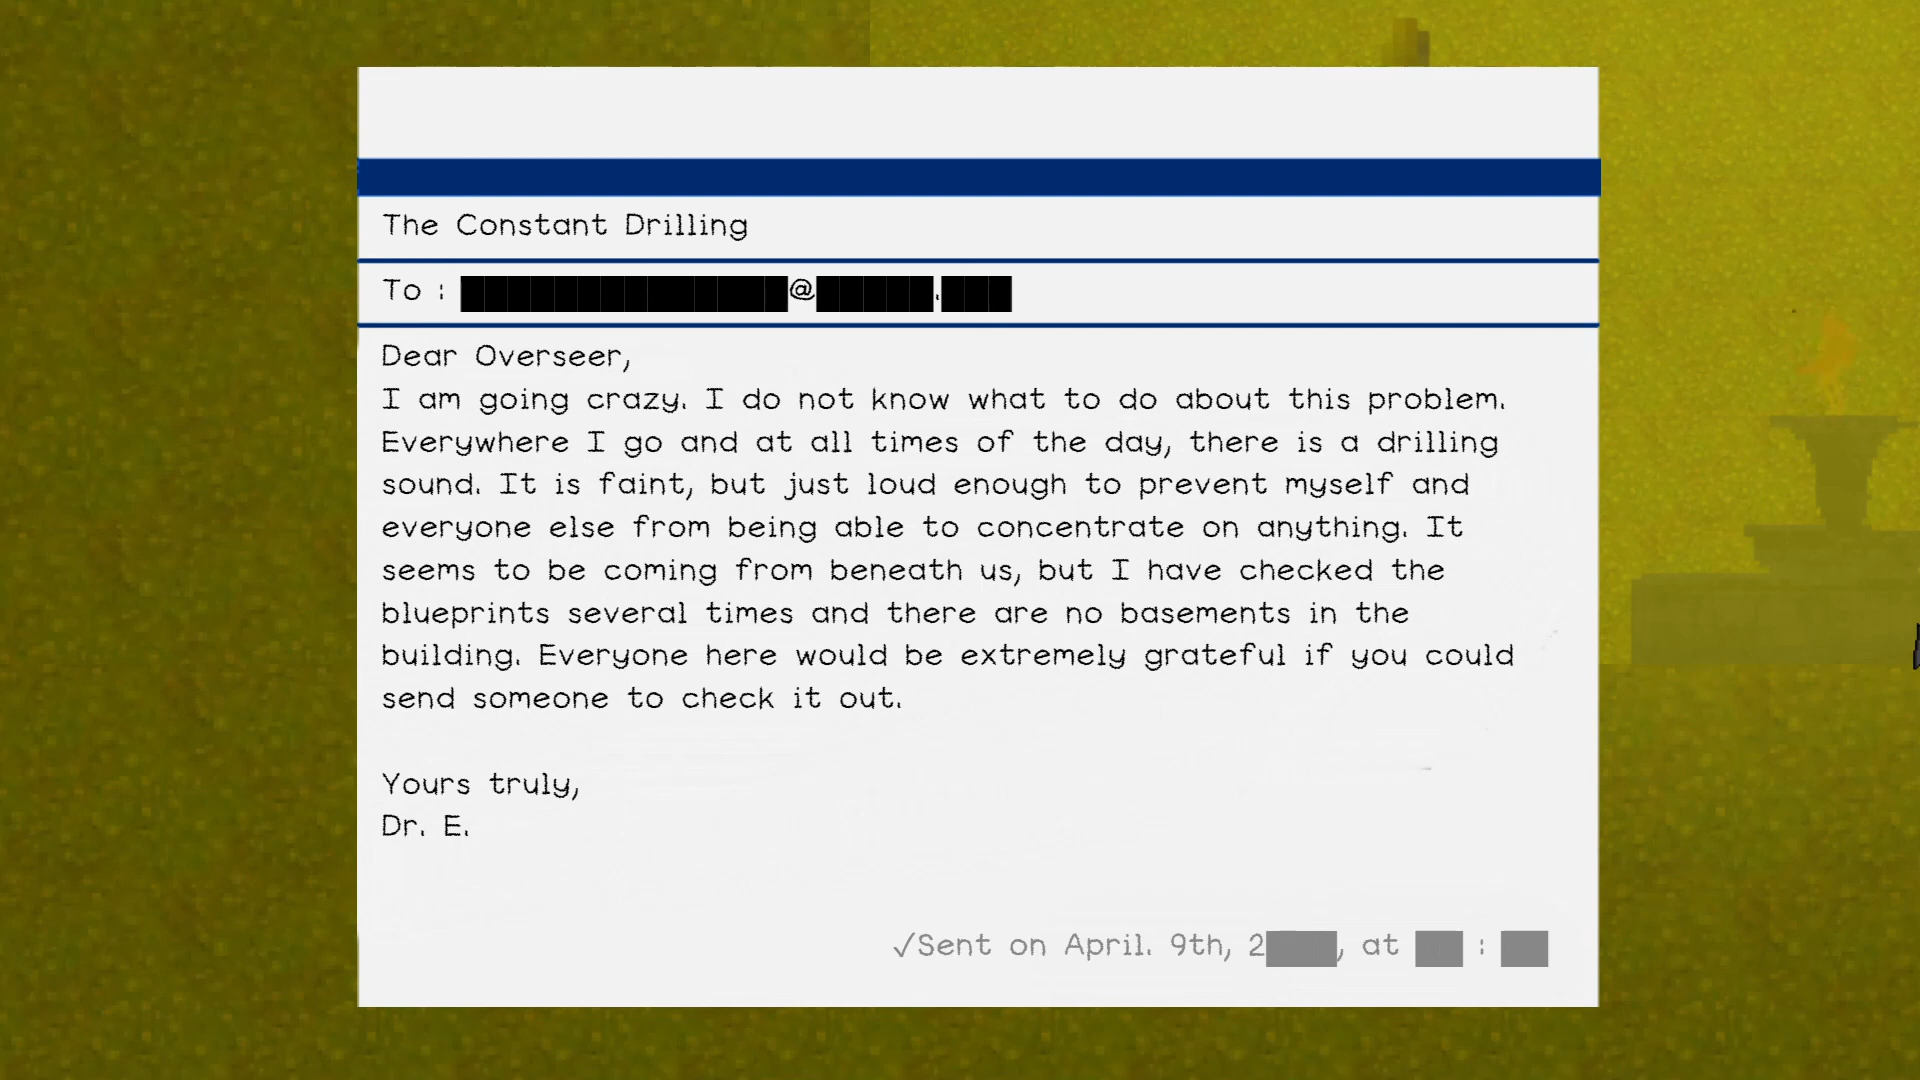 The Constant Drilling
To : ██████████████@█████.███
Dear Overseer,
I am going crazy. I do not know what to do about this problem.
Everywhere I go and at all times of the day, there is a drilling
sound. It is faint, but just loud enough to prevent myself and
everyone else from being able to concentrate on anything. It
seems to be coming from beneath us, but I have checked the
blueprints several times and there are no basements in the
building. Everyone here would be extremely grateful if you could
send someone to check it out.
Yours truly,
Dr. E.
✓Sent on April. 9th, 2███, at ██ : ██